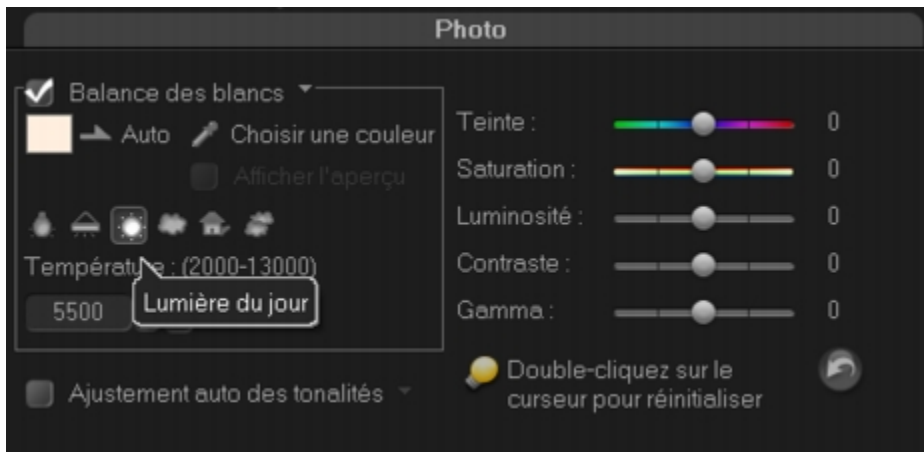 Photo
Balance des blancs
Auto
Choisir une couleur
Afficher l'aperçu
Température : (2000-13000)
5500
Lumière du jour
Ajustement auto des tonalités
Teinte : 0
Saturation : 0
Luminosité : 0
Contraste : 0
Gamma : 0
Double-cliquez sur le
curseur pour réinitialiser